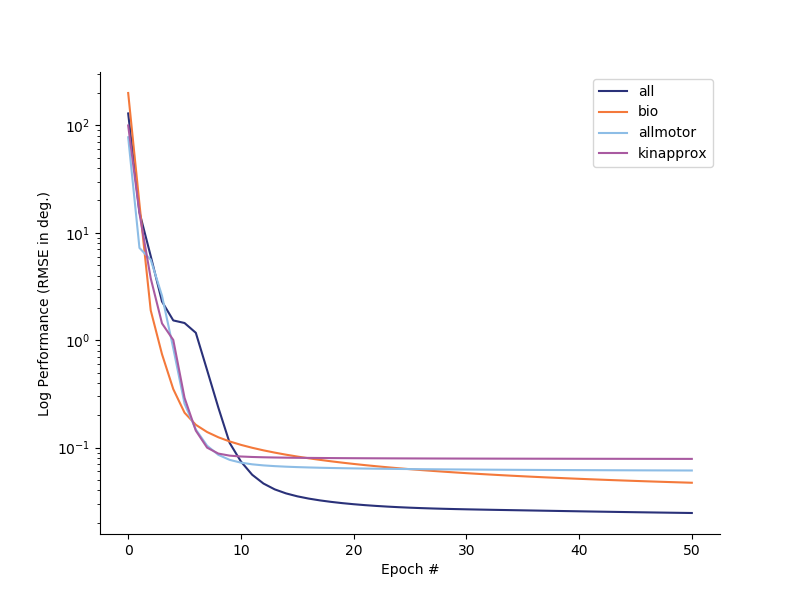 all
bio
allmotor
kinapprox
10²
10¹
10⁰
10⁻¹
Log Performance (RMSE in deg.)
0 10 20 30 40 50
Epoch #